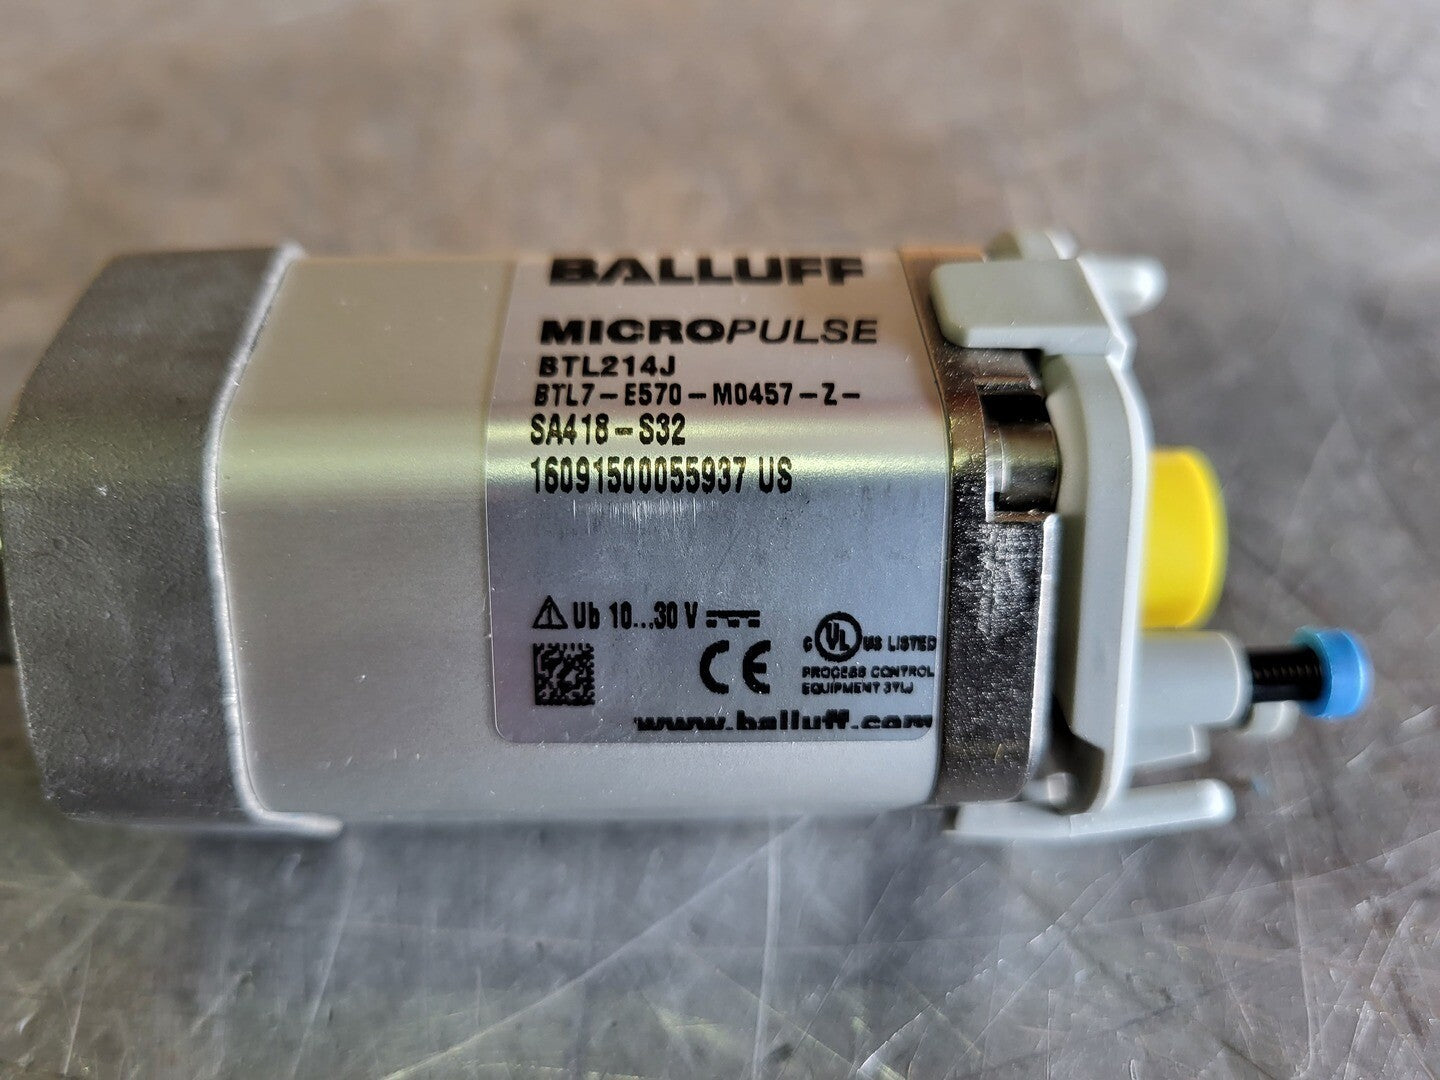 BALLUFF
MICROPULSE
BTL214J
BTL7-E570-M0457-Z-
SA418-S32
16091500055937 US
Ub 10...30 V
CE
c UL US LISTED
PROCESS CONTROL
EQUIPMENT 3YLJ
www.balluff.com